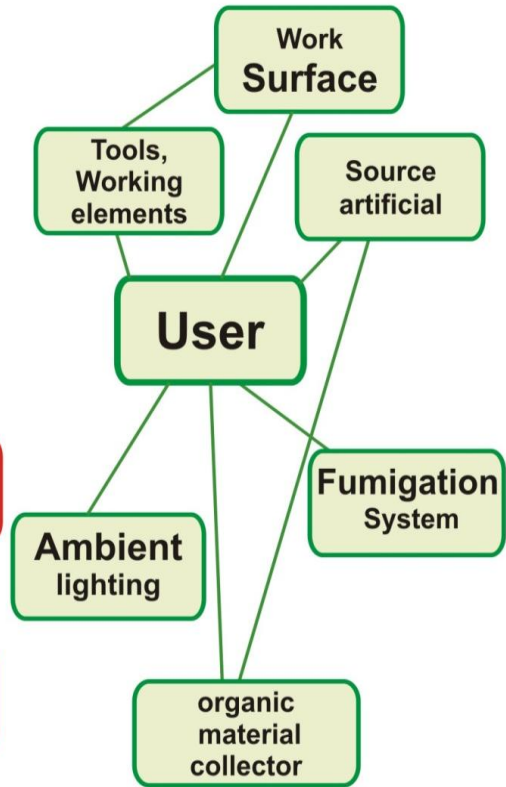 Work
Surface
Tools,
Working
elements
Source
artificial
User
Fumigation
System
Ambient
lighting
organic
material
collector